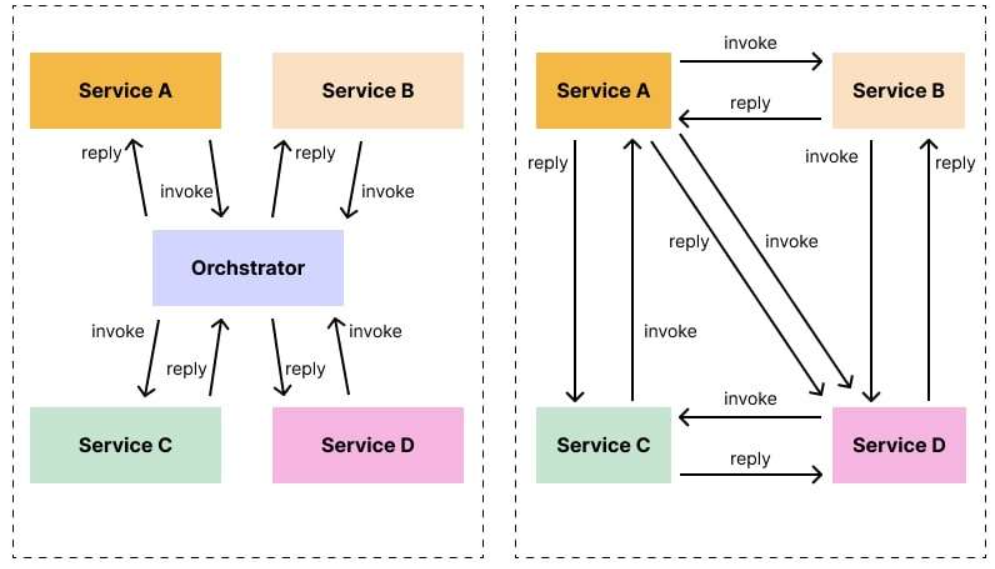 Service A
Service B
reply
invoke
reply
invoke
Orchstrator
invoke
reply
reply
invoke
Service C
Service D
invoke
Service A
Service B
reply
reply
invoke
reply
reply
invoke
invoke
invoke
Service C
Service D
reply